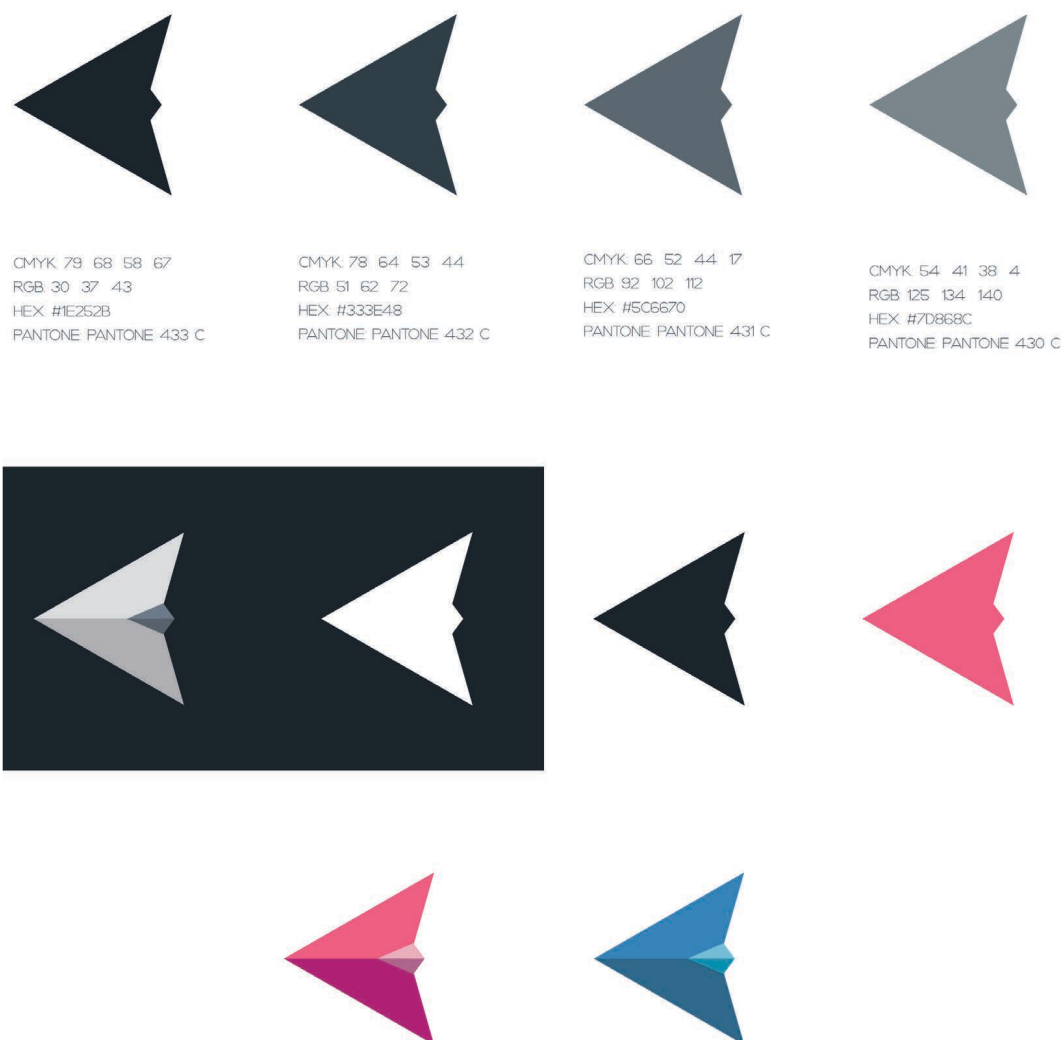 CMYK: 79 68 58 67
RGB: 30 37 43
HEX: #1E252B
PANTONE: PANTONE 433 C
CMYK: 78 64 53 44
RGB: 51 62 72
HEX: #333E48
PANTONE: PANTONE 432 C
CMYK: 66 52 44 17
RGB: 92 102 112
HEX: #5C6670
PANTONE: PANTONE 431 C
CMYK: 54 41 38 4
RGB: 125 134 140
HEX: #7D868C
PANTONE: PANTONE 430 C